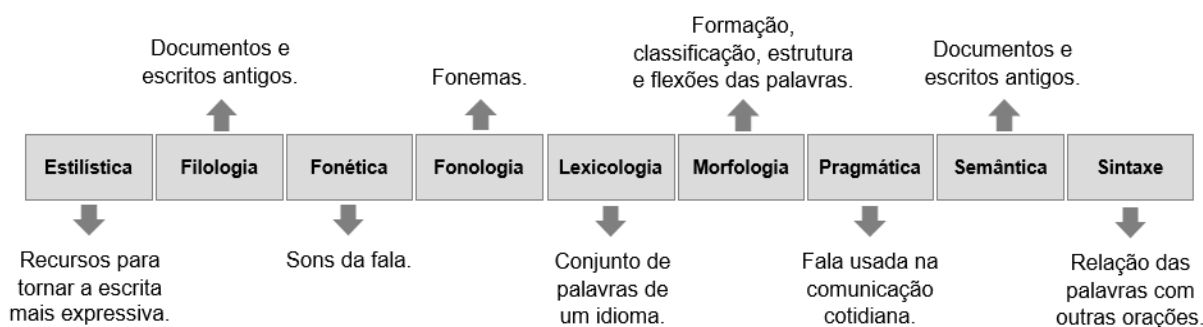 Documentos e
escritos antigos.
Fonemas.
Formação,
classificação, estrutura
e flexões das palavras.
Documentos e
escritos antigos.
Estilística
Filologia
Fonética
Fonologia
Lexicologia
Morfologia
Pragmática
Semântica
Sintaxe
Recursos para
tornar a escrita
mais expressiva.
Sons da fala.
Conjunto de
palavras de
um idioma.
Fala usada na
comunicação
cotidiana.
Relação das
palavras com
outras orações.